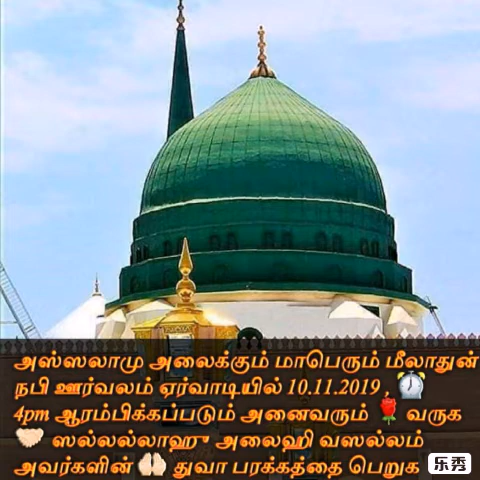 அஸ்ஸலாமு அலைக்கும் மாபெரும் மீலாதுன்
நபி ஊர்வலம் ஏர்வாடியில் 10.11.2019 , ⏰
4pm ஆரம்பிக்கப்படும் அனைவரும் 🌹 வருக
🤝🏻 ஸல்லல்லாஹு அலைஹி வஸல்லம்
அவர்களின் 🤲🏻 துவா பரக்கத்தை பெறுக
乐秀